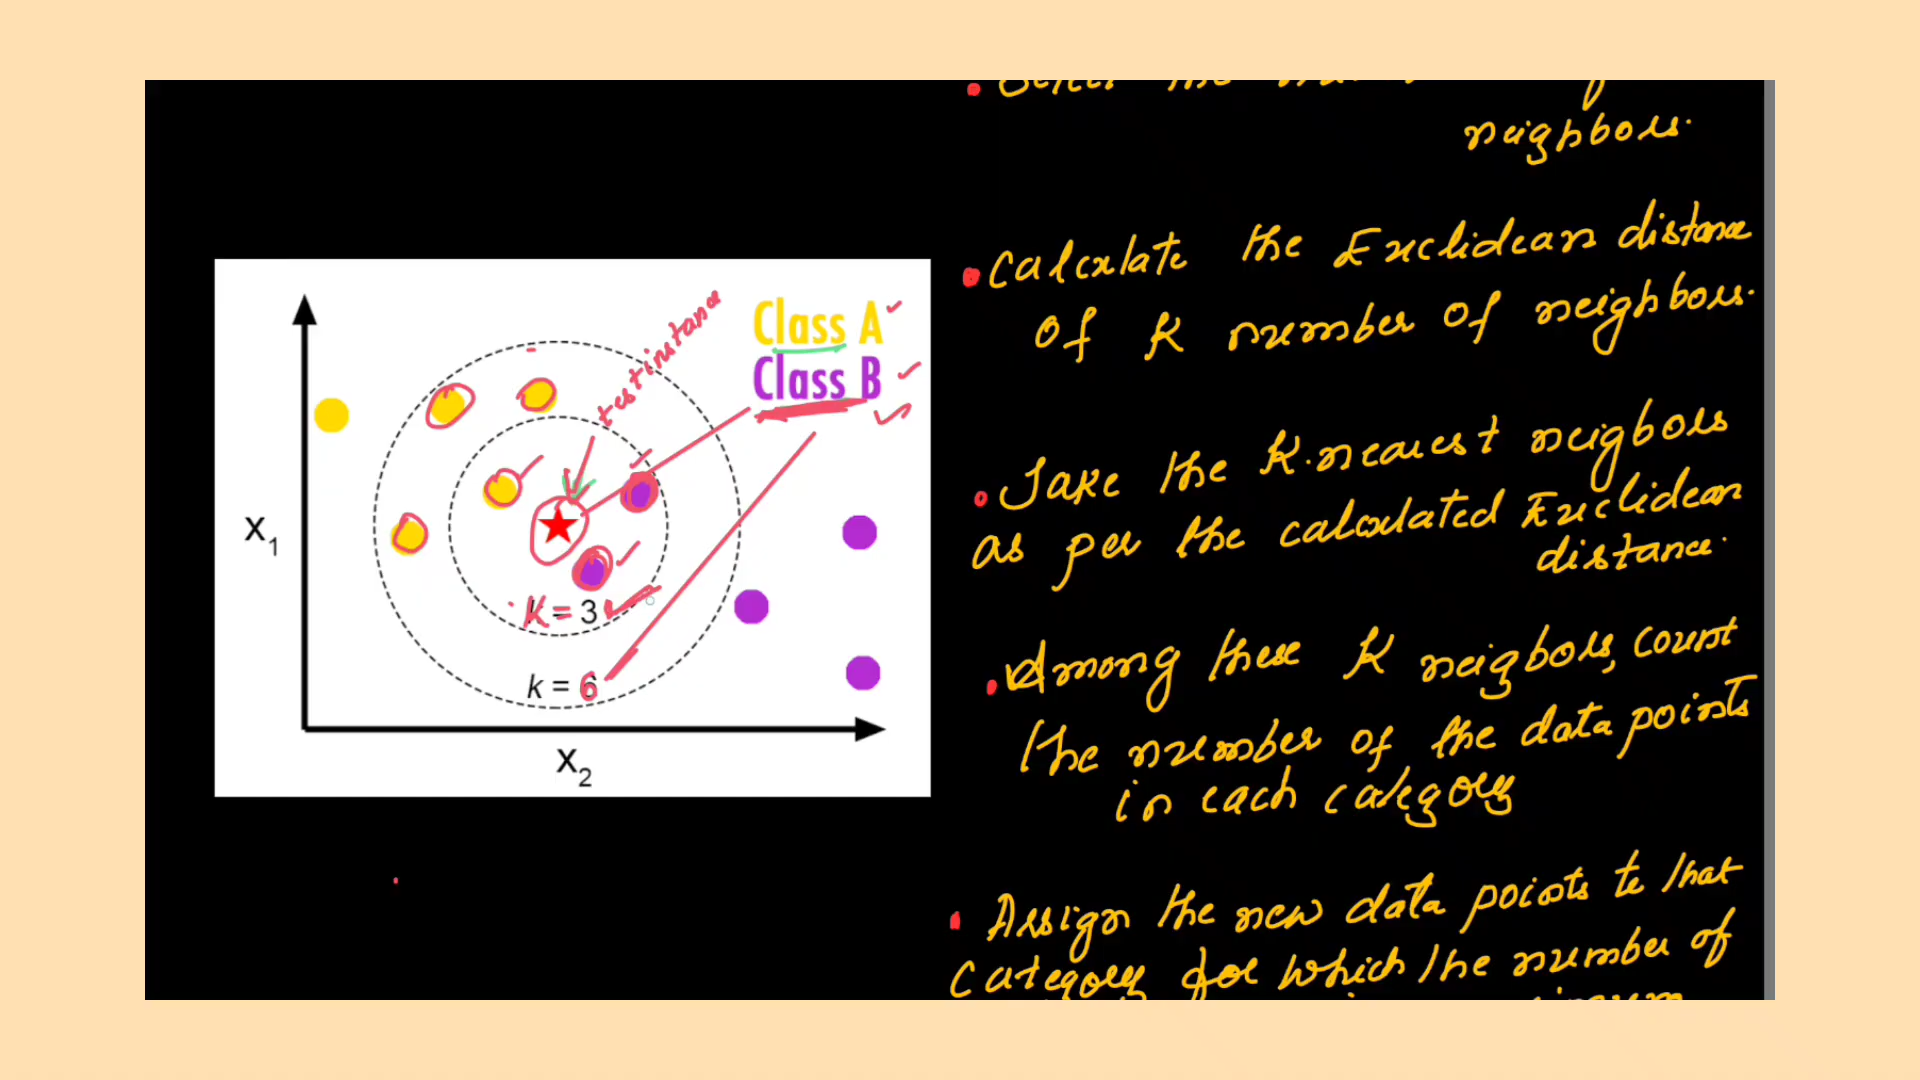 neighbors.
Calculate the Euclidean distance
of K number of neighbors.
Take the K-nearest neigbors
as per the calculated Euclidean
distance.
Among these K neigbors, count
the number of the data points
in each category
Assign the new data points to that
Category for which the number of
test instance
Class A
Class B
X1
K = 3
k = 6
X2